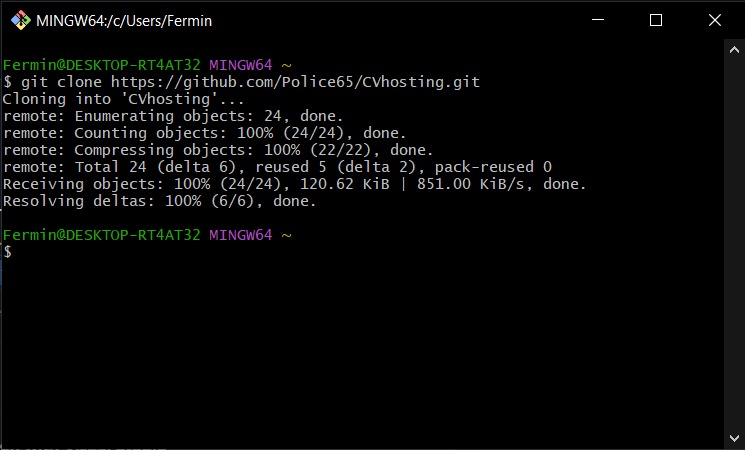 MINGW64:/c/Users/Fermin
Fermin@DESKTOP-RT4AT32 MINGW64 ~
$ git clone https://github.com/Police65/CVhosting.git
Cloning into 'CVhosting'...
remote: Enumerating objects: 24, done.
remote: Counting objects: 100% (24/24), done.
remote: Compressing objects: 100% (22/22), done.
remote: Total 24 (delta 6), reused 5 (delta 2), pack-reused 0
Receiving objects: 100% (24/24), 120.62 KiB | 851.00 KiB/s, done.
Resolving deltas: 100% (6/6), done.
Fermin@DESKTOP-RT4AT32 MINGW64 ~
$